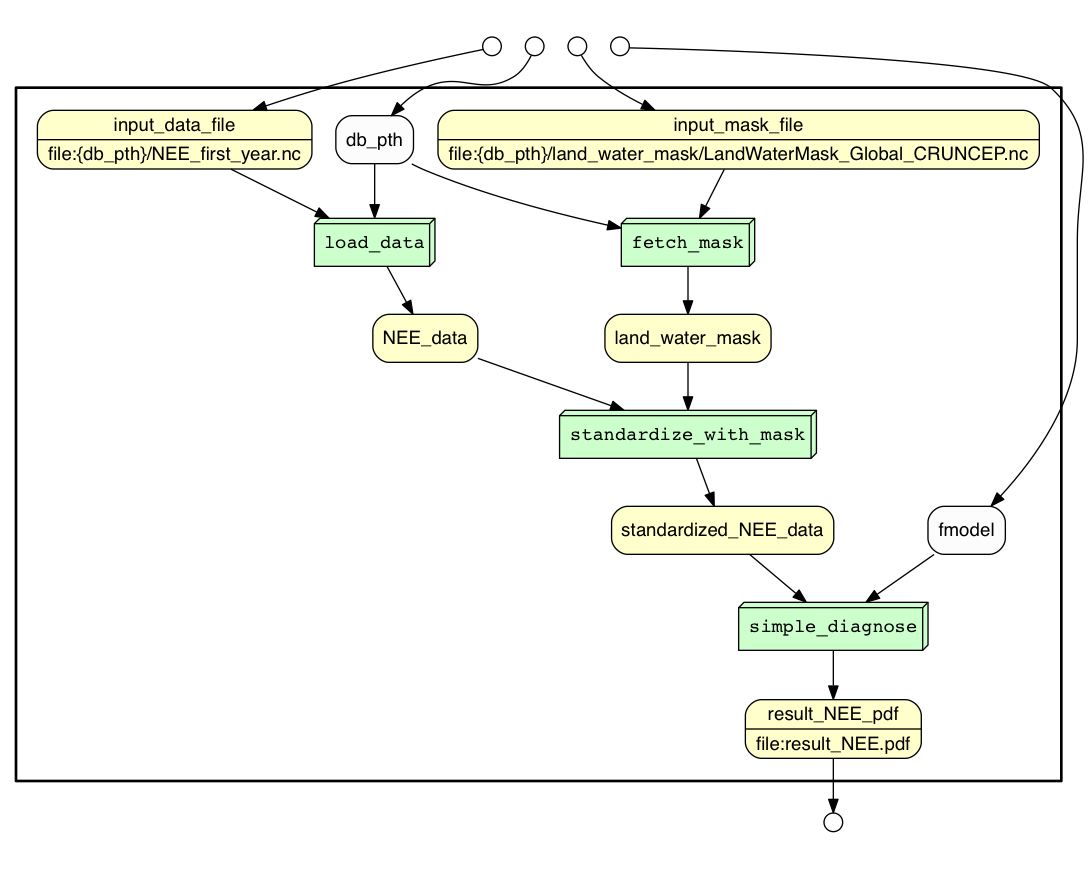 input_data_file
file:{db_pth}/NEE_first_year.nc
db_pth
input_mask_file
file:{db_pth}/land_water_mask/LandWaterMask_Global_CRUNCEP.nc
load_data
fetch_mask
NEE_data
land_water_mask
standardize_with_mask
standardized_NEE_data
fmodel
simple_diagnose
result_NEE_pdf
file:result_NEE.pdf